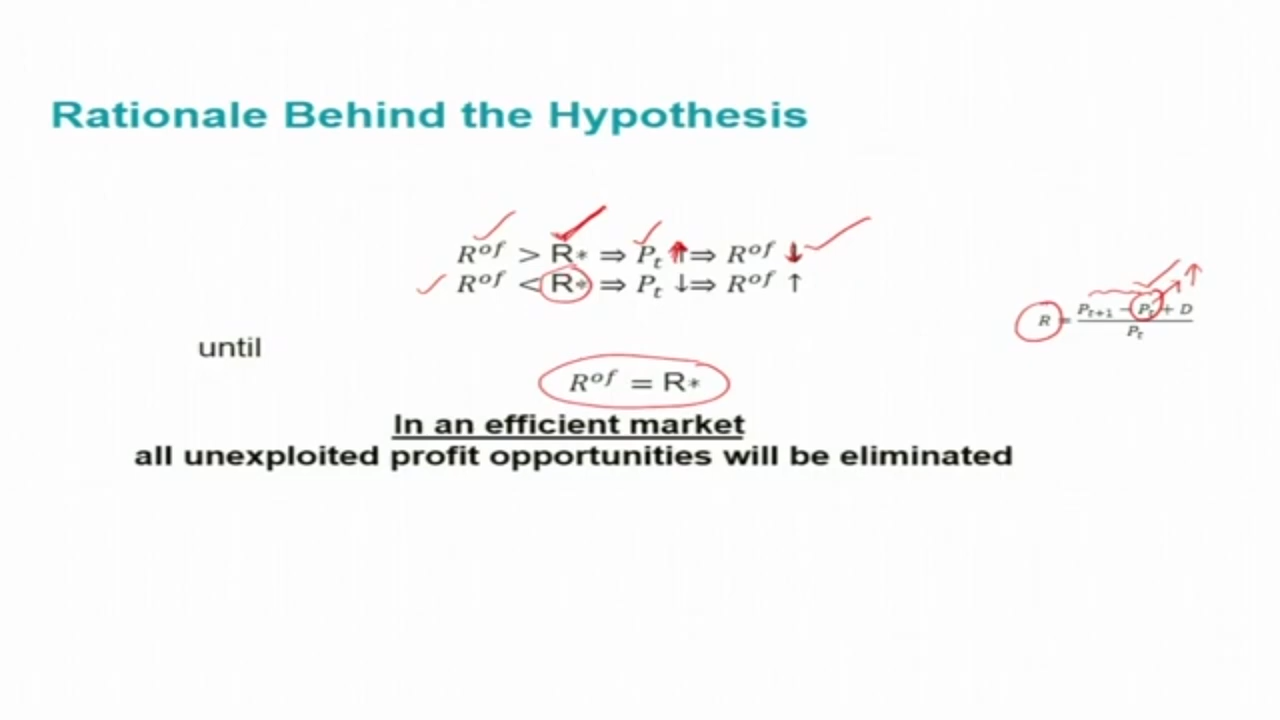 Rationale Behind the Hypothesis
R^of > R* ⇒ P_t ↑⇒ R^of ↓
R^of < R* ⇒ P_t ↓⇒ R^of ↑
R = (P_{t+1} − P_t + D) / P_t
until
R^of = R*
In an efficient market
all unexploited profit opportunities will be eliminated